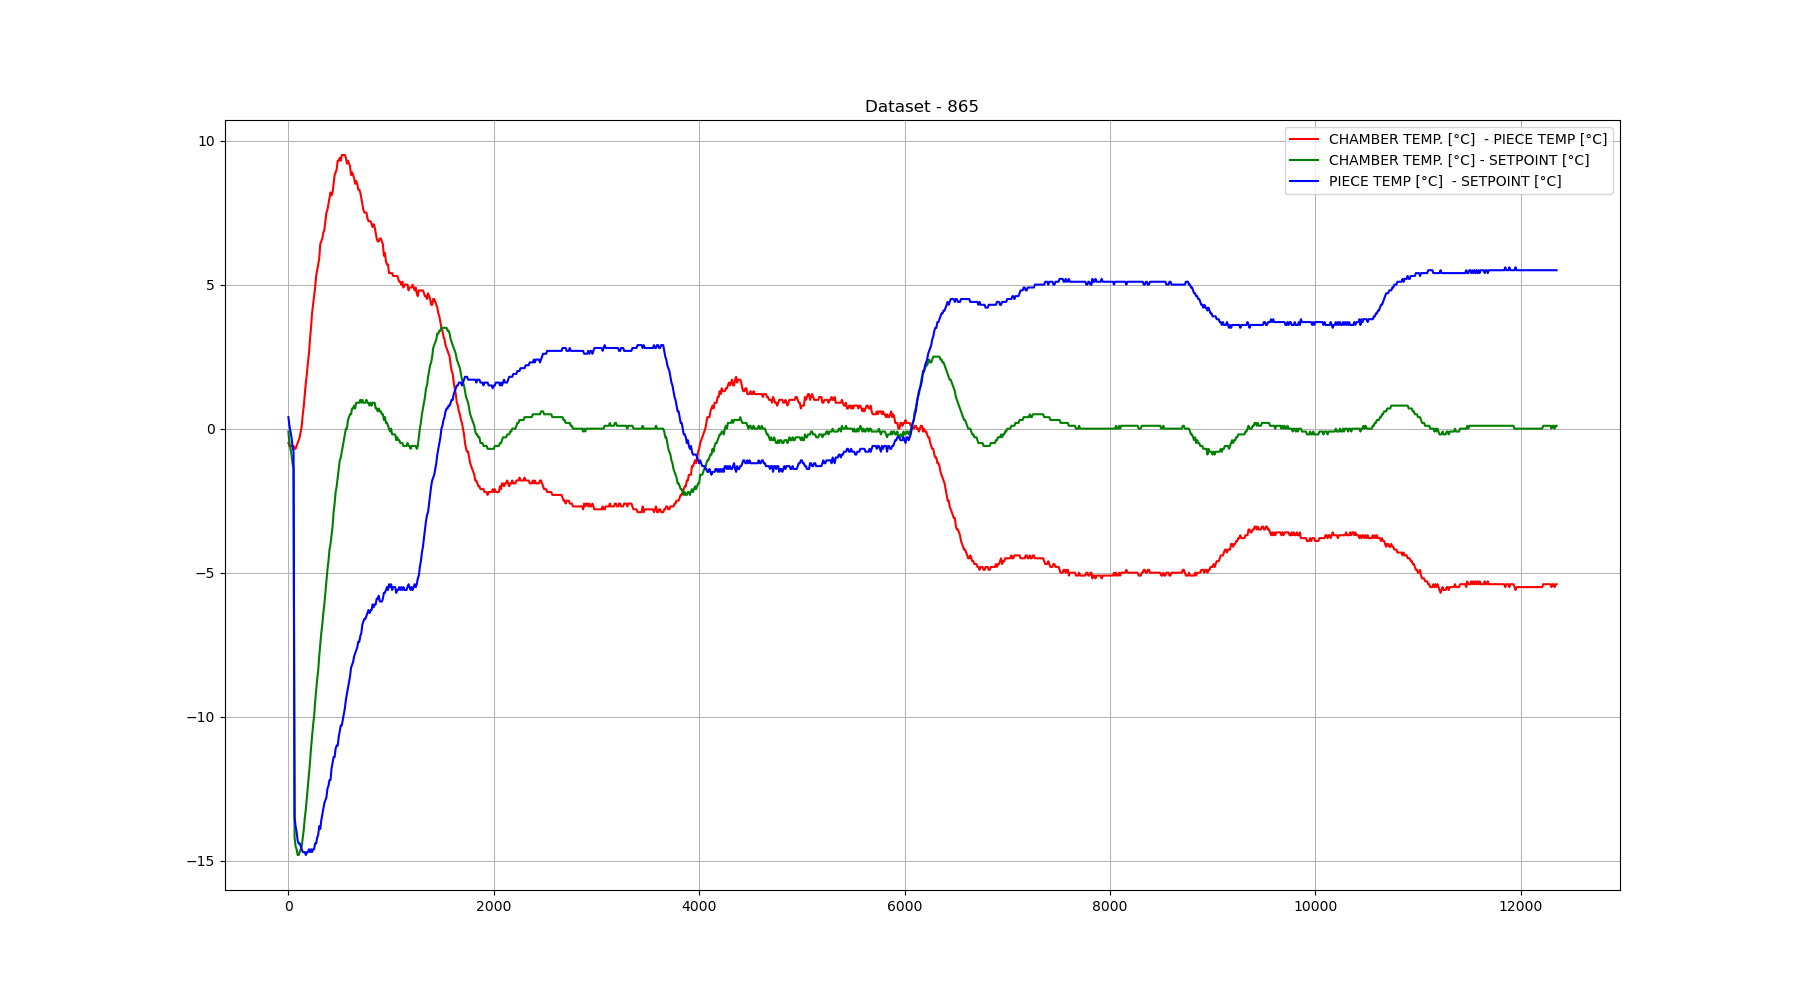 Dataset - 865
CHAMBER TEMP. [°C]  - PIECE TEMP [°C]
CHAMBER TEMP. [°C] - SETPOINT [°C]
PIECE TEMP [°C]  - SETPOINT [°C]
10
5
0
−5
−10
−15
0 2000 4000 6000 8000 10000 12000